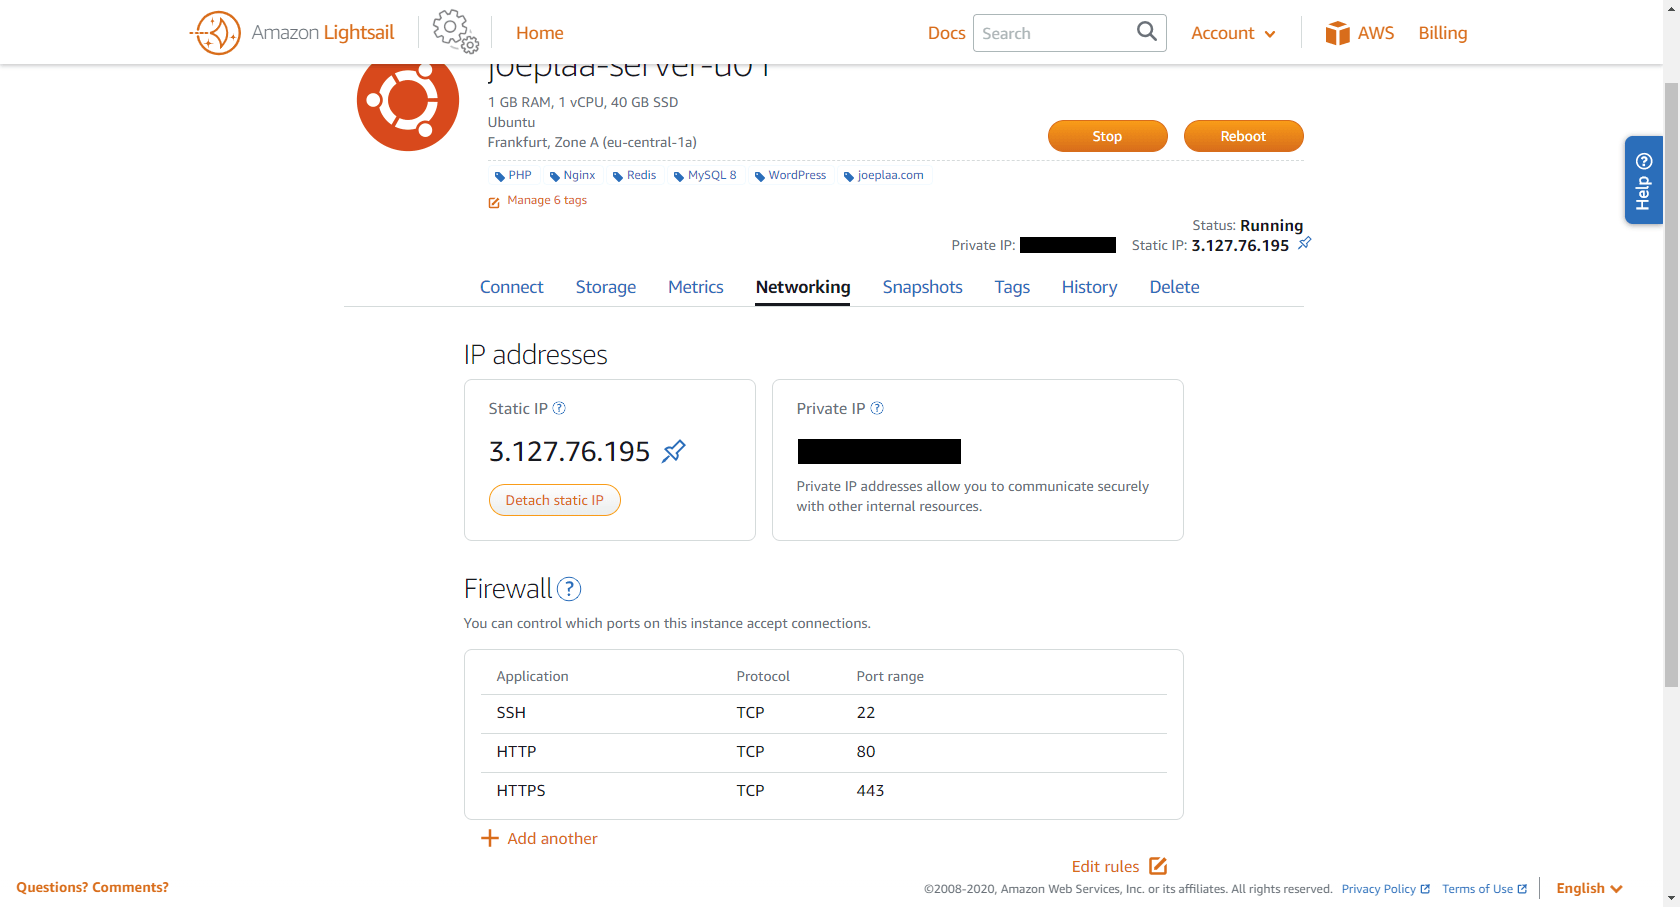 Amazon Lightsail
Home
Docs
Search
Account
AWS
Billing
joeplaa-server-u01
1 GB RAM, 1 vCPU, 40 GB SSD
Ubuntu
Frankfurt, Zone A (eu-central-1a)
Stop
Reboot
PHP
Nginx
Redis
MySQL 8
WordPress
joeplaa.com
Manage 6 tags
Help
Status: Running
Private IP:
Static IP: 3.127.76.195
Connect
Storage
Metrics
Networking
Snapshots
Tags
History
Delete
IP addresses
Static IP ?
3.127.76.195
Detach static IP
Private IP ?
Private IP addresses allow you to communicate securely
with other internal resources.
Firewall ?
You can control which ports on this instance accept connections.
Application Protocol Port range
SSH TCP 22
HTTP TCP 80
HTTPS TCP 443
+ Add another
Edit rules
Questions? Comments?
©2008-2020, Amazon Web Services, Inc. or its affiliates. All rights reserved.
Privacy Policy
Terms of Use
English